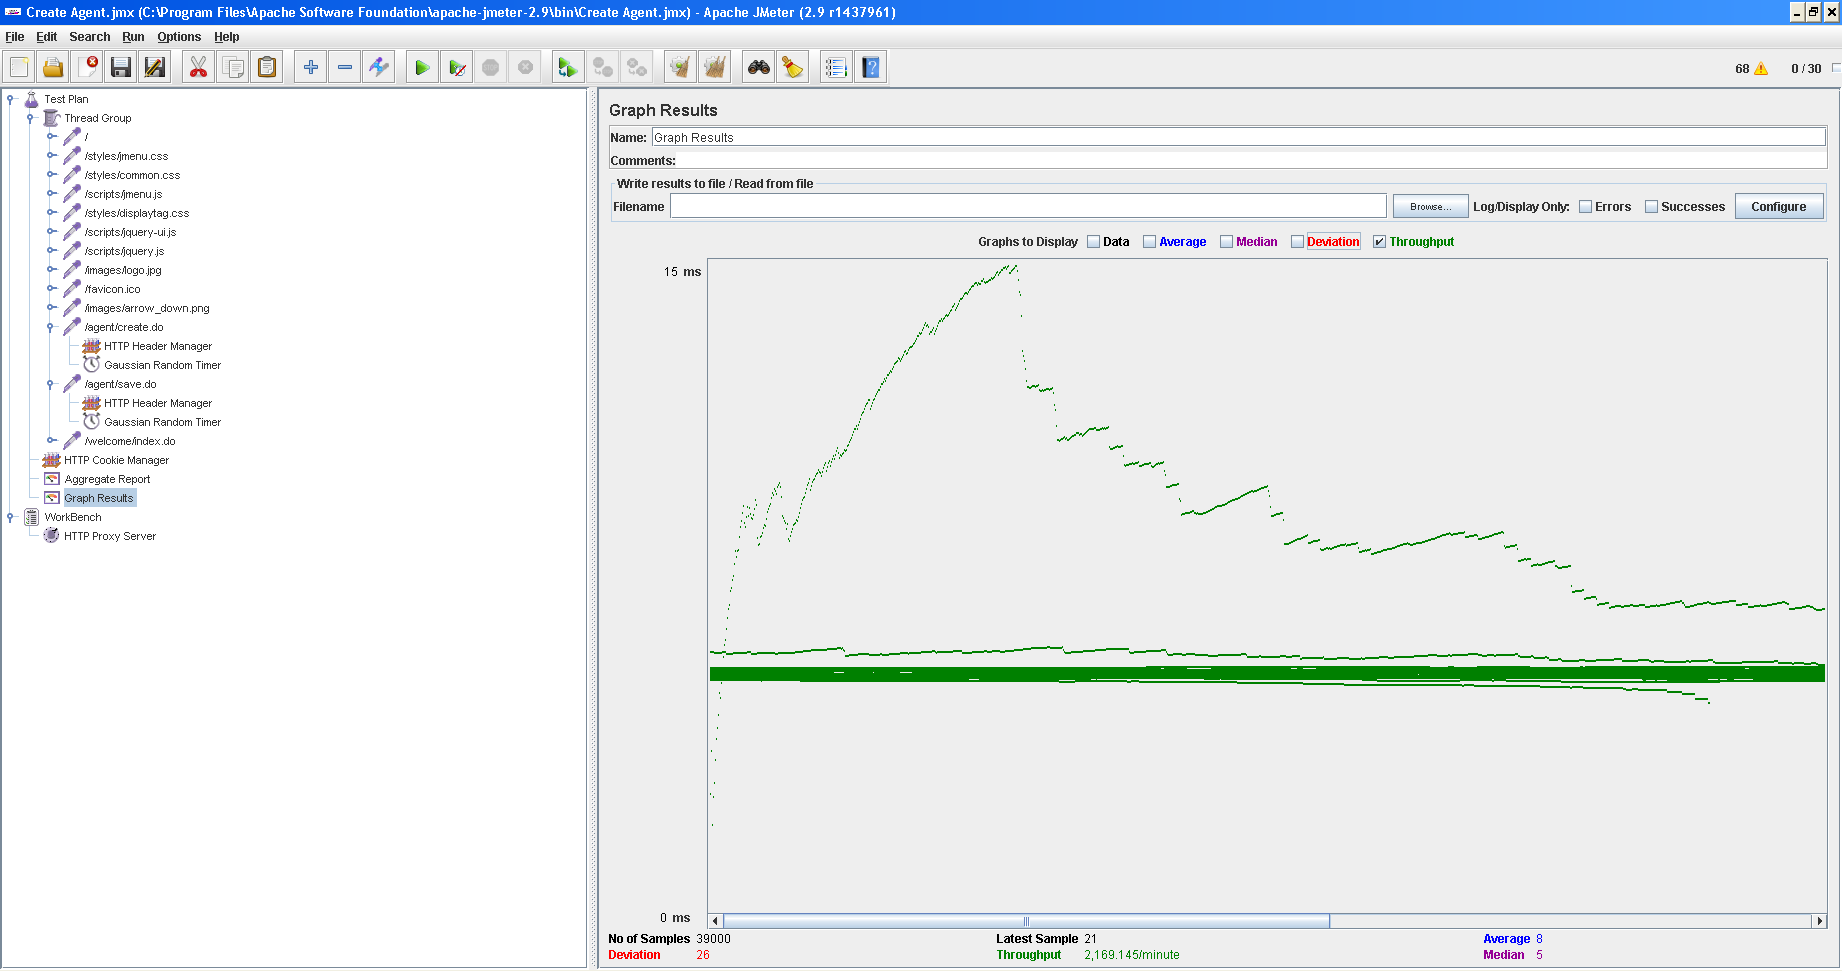 Create Agent.jmx (C:\Program Files\Apache Software Foundation\apache-jmeter-2.9\bin\Create Agent.jmx) - Apache JMeter (2.9 r1437961)
File Edit Search Run Options Help
68 0 / 30
Test Plan
Thread Group
/
/styles/jmenu.css
/styles/common.css
/scripts/jmenu.js
/styles/displaytag.css
/scripts/jquery-ui.js
/scripts/jquery.js
/images/logo.jpg
/favicon.ico
/images/arrow_down.png
/agent/create.do
HTTP Header Manager
Gaussian Random Timer
/agent/save.do
HTTP Header Manager
Gaussian Random Timer
/welcome/index.do
HTTP Cookie Manager
Aggregate Report
Graph Results
WorkBench
HTTP Proxy Server
Graph Results
Name: Graph Results
Comments:
Write results to file / Read from file
Filename Browse... Log/Display Only: Errors Successes Configure
Graphs to Display Data Average Median Deviation Throughput
15 ms
0 ms
No of Samples 39000 Latest Sample 21 Average 8
Deviation 26 Throughput 2,169.145/minute Median 5